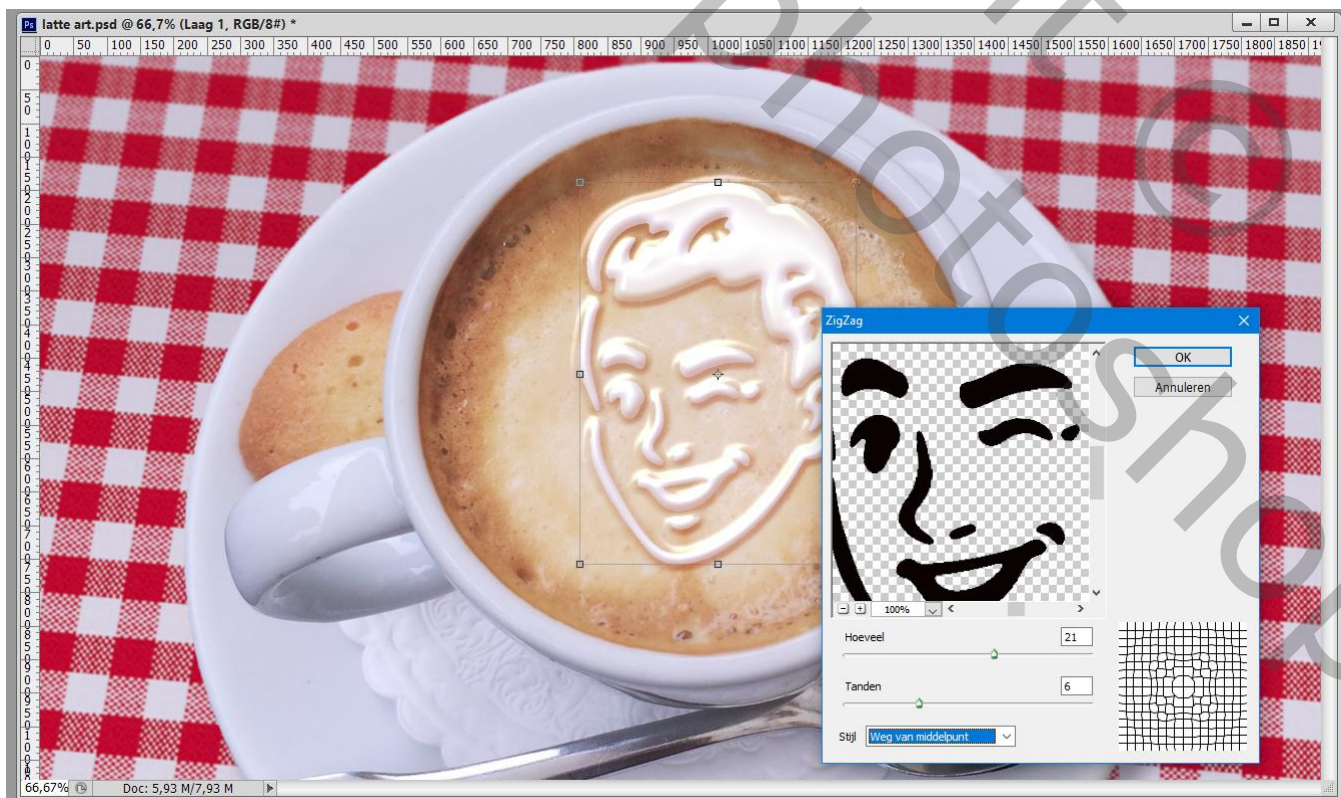 Ps latte art.psd @ 66,7% (Laag 1, RGB/8#) *
0 50 100 150 200 250 300 350 400 450 500 550 600 650 700 750 800 850 900 950 1000 1050 1100 1150 1200 1250 1300 1350 1400 1450 1500 1550 1600 1650 1700 1750 1800 1850
Photoshop ©
ZigZag
OK
Annuleren
100%
Hoeveel 21
Tanden 6
Stijl Weg van middelpunt
66,67% Doc: 5,93 M/7,93 M